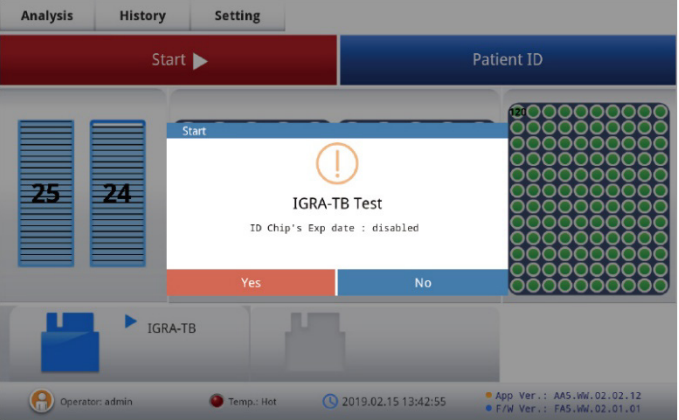 Analysis History Setting
Start Patient ID
Start
120
25 24
IGRA-TB Test
ID Chip's Exp date : disabled
Yes No
IGRA-TB
Operator: admin Temp.: Hot 2019.02.15 13:42:55
App Ver.: AA5.WW.02.02.12
F/W Ver.: FA5.WW.02.01.01